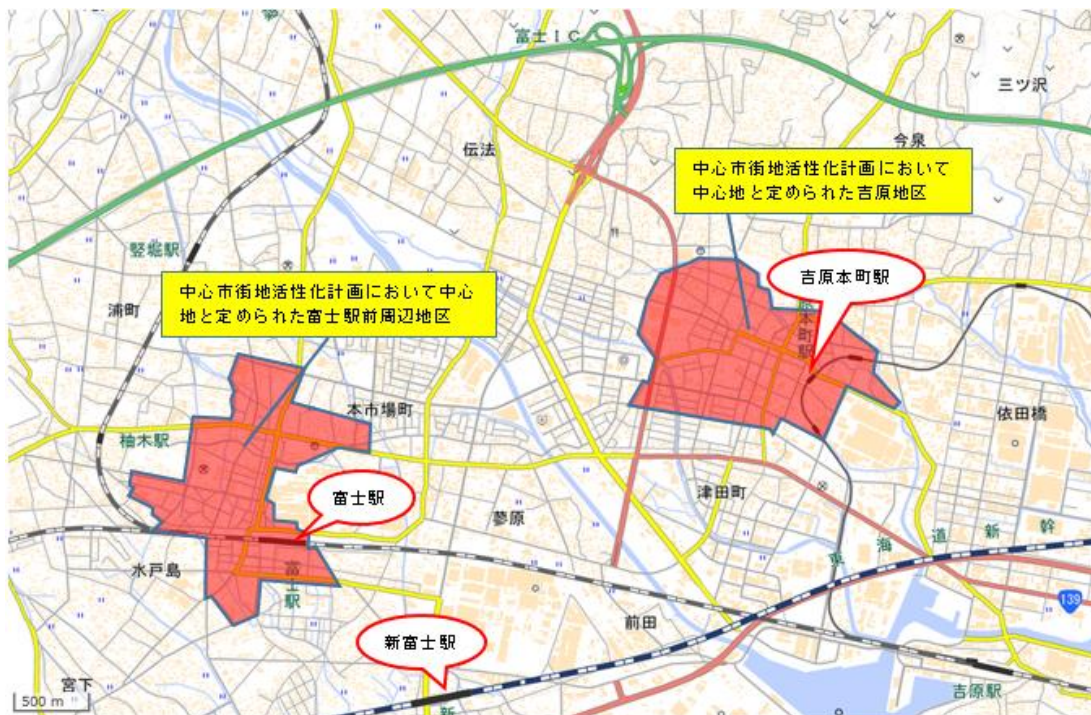 富士IC
三ツ沢
今泉
伝法
中心市街地活性化計画において
中心地と定められた吉原地区
竪堀駅
吉原本町駅
中心市街地活性化計画において中心
地と定められた富士駅前周辺地区
浦町
本町駅
本市場町
依田橋
柚木駅
富士駅
津田町
蓼原
東海道新幹
水戸島
富士駅
139
前田
新富士駅
宮下
吉原駅
500 m
新